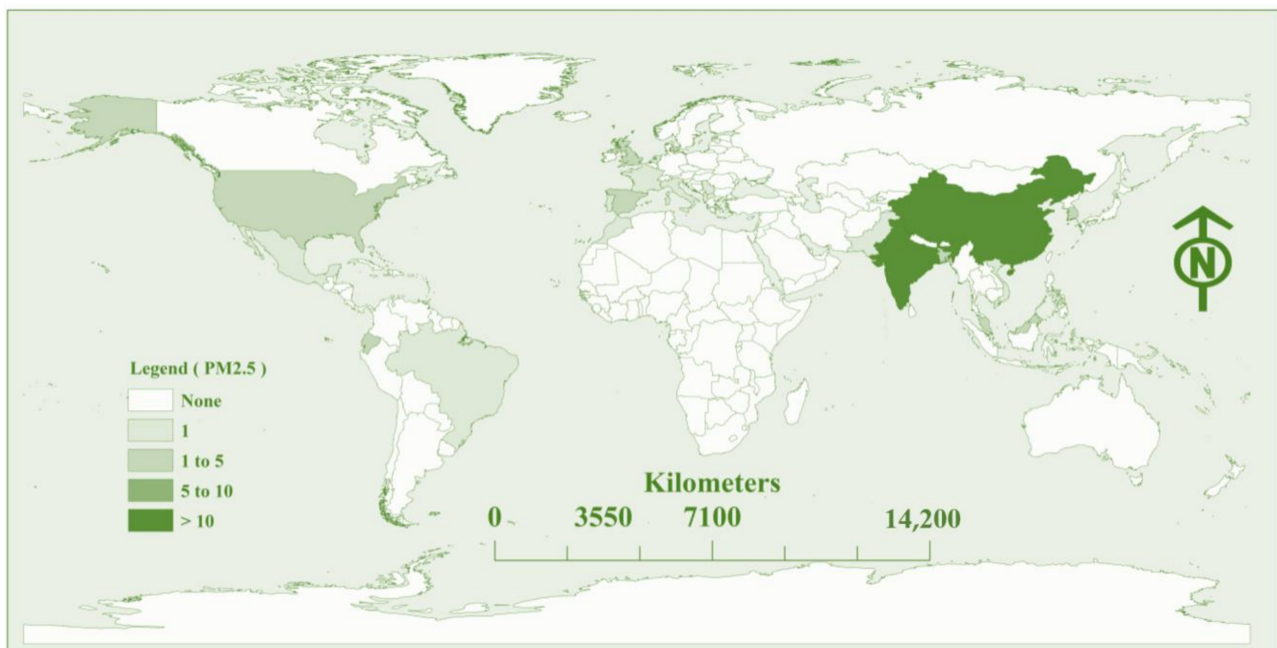 N
Legend ( PM2.5 )
None
1
1 to 5
5 to 10
> 10
Kilometers
0 3550 7100 14,200